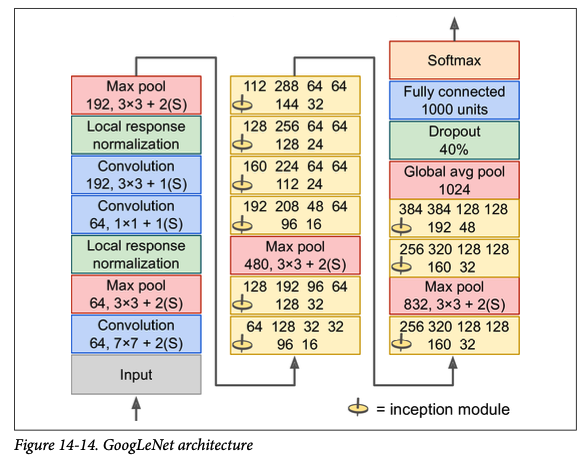 Max pool
192, 3×3 + 2(S)
Local response
normalization
Convolution
192, 3×3 + 1(S)
Convolution
64, 1×1 + 1(S)
Local response
normalization
Max pool
64, 3×3 + 2(S)
Convolution
64, 7×7 + 2(S)
Input
112 288 64 64
144 32
128 256 64 64
128 24
160 224 64 64
112 24
192 208 48 64
96 16
Max pool
480, 3×3 + 2(S)
128 192 96 64
128 32
64 128 32 32
96 16
Softmax
Fully connected
1000 units
Dropout
40%
Global avg pool
1024
384 384 128 128
192 48
256 320 128 128
160 32
Max pool
832, 3×3 + 2(S)
256 320 128 128
160 32
= inception module
Figure 14-14. GoogLeNet architecture